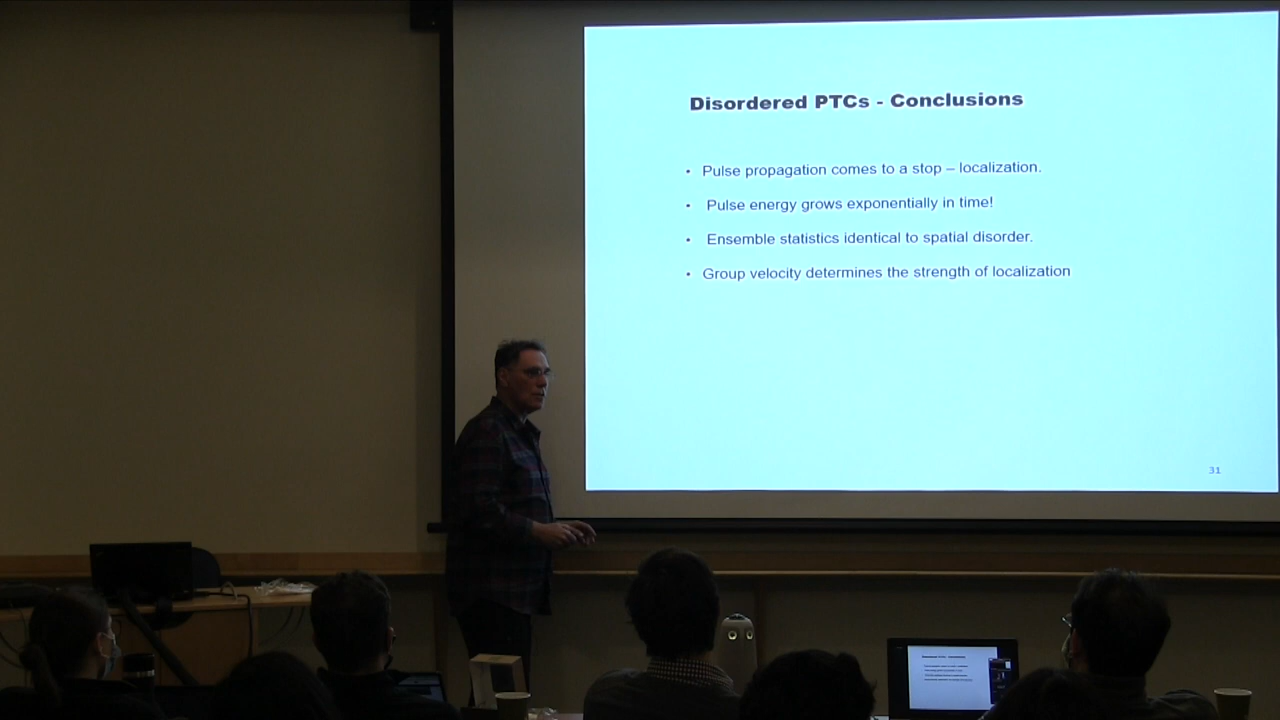 Disordered PTCs - Conclusions
• Pulse propagation comes to a stop – localization.
• Pulse energy grows exponentially in time!
• Ensemble statistics identical to spatial disorder.
• Group velocity determines the strength of localization
31